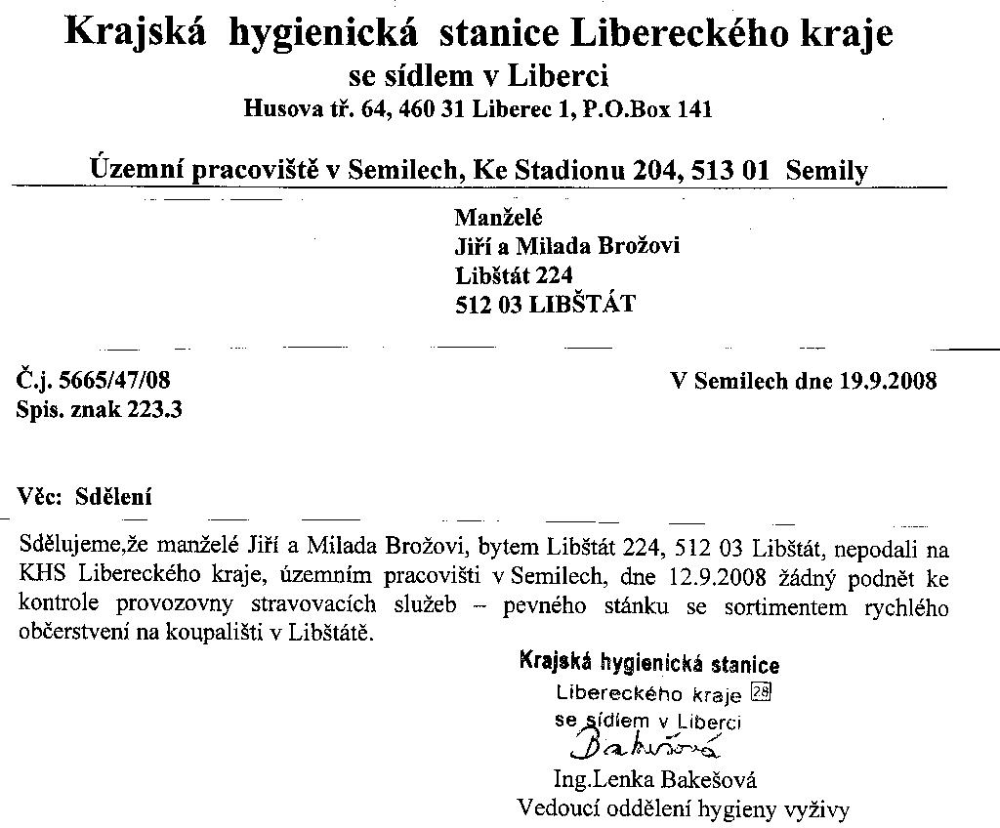 Krajská hygienická stanice Libereckého kraje
se sídlem v Liberci
Husova tř. 64, 460 31 Liberec 1, P.O.Box 141
Územní pracoviště v Semilech, Ke Stadionu 204, 513 01 Semily
Manželé
Jiří a Milada Brožovi
Libštát 224
512 03 LIBŠTÁT
Č.j. 5665/47/08
V Semilech dne 19.9.2008
Spis. znak 223.3
Věc: Sdělení
Sdělujeme,že manželé Jiří a Milada Brožovi, bytem Libštát 224, 512 03 Libštát, nepodali na
KHS Libereckého kraje, územním pracovišti v Semilech, dne 12.9.2008 žádný podnět ke
kontrole provozovny stravovacích služeb – pevného stánku se sortimentem rychlého
občerstvení na koupališti v Libštátě.
Krajská hygienická stanice
Libereckého kraje 28
se sídlem v Liberci
Bakešová
Ing.Lenka Bakešová
Vedoucí oddělení hygieny vyživy